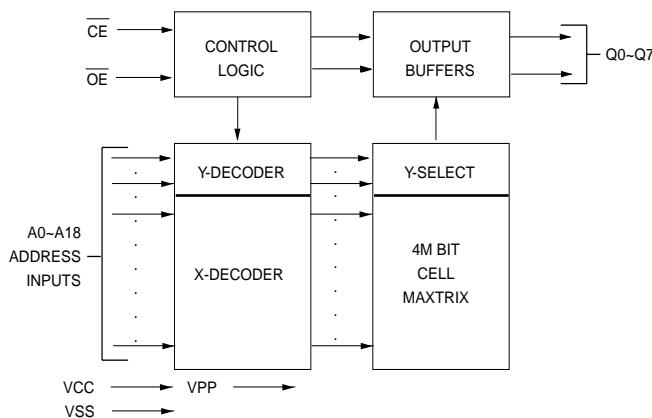 CE
OE
CONTROL
LOGIC
OUTPUT
BUFFERS
Q0~Q7
A0~A18
ADDRESS
INPUTS
Y-DECODER
X-DECODER
Y-SELECT
4M BIT
CELL
MAXTRIX
VCC
VPP
VSS